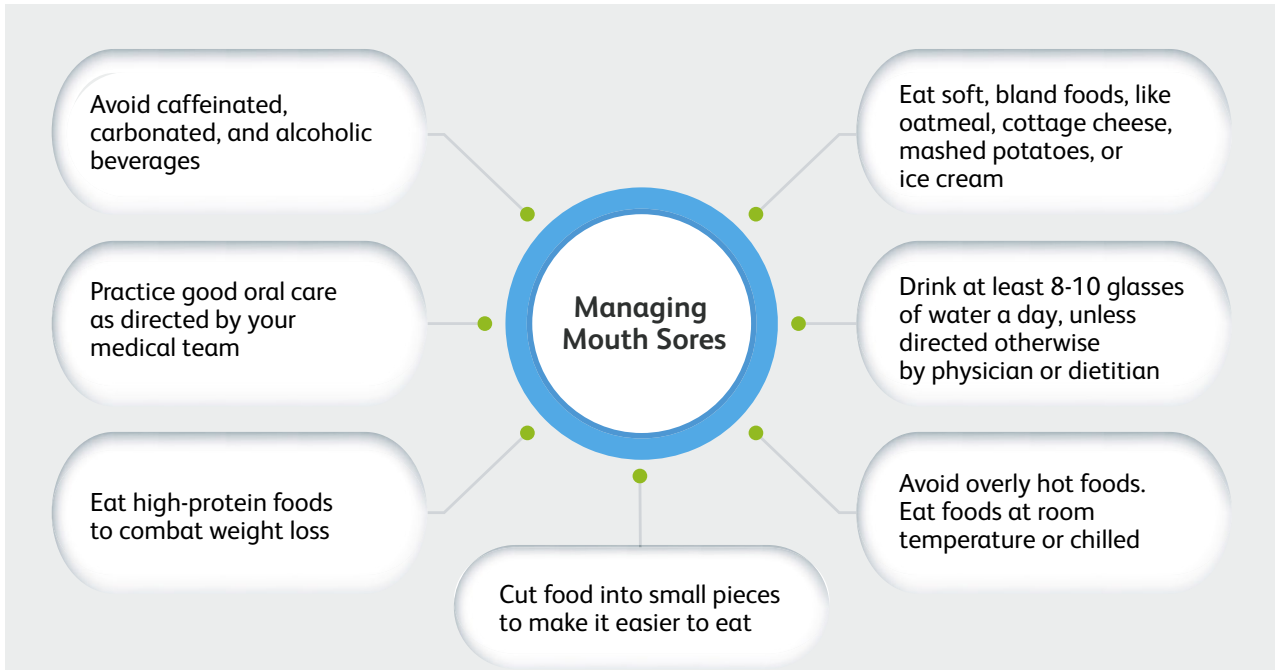 Avoid caffeinated,
carbonated, and alcoholic
beverages
Practice good oral care
as directed by your
medical team
Eat high-protein foods
to combat weight loss
Managing
Mouth Sores
Cut food into small pieces
to make it easier to eat
Eat soft, bland foods, like
oatmeal, cottage cheese,
mashed potatoes, or
ice cream
Drink at least 8-10 glasses
of water a day, unless
directed otherwise
by physician or dietitian
Avoid overly hot foods.
Eat foods at room
temperature or chilled